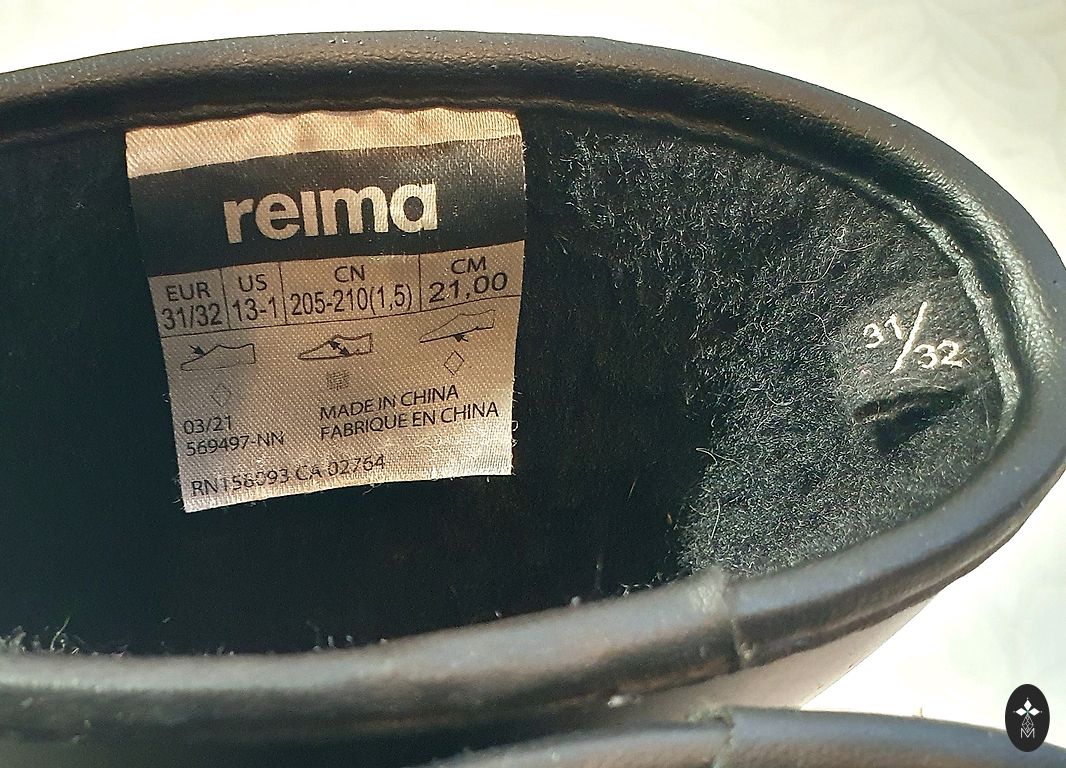 reima
EUR US CN CM
31/32 13-1 205-210(1,5) 21,00
03/21 MADE IN CHINA
569497-NN FABRIQUE EN CHINA
RN158093 CA 02764
31/32
M